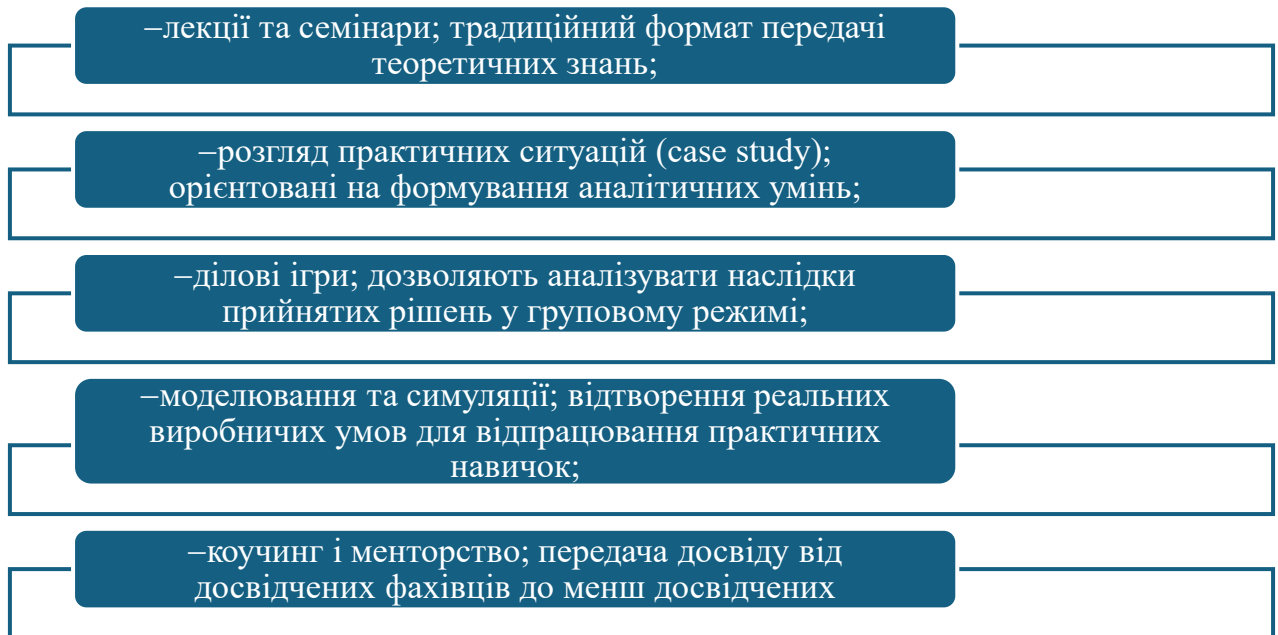 –лекції та семінари; традиційний формат передачі
теоретичних знань;
–розгляд практичних ситуацій (case study);
орієнтовані на формування аналітичних умінь;
–ділові ігри; дозволяють аналізувати наслідки
прийнятих рішень у груповому режимі;
–моделювання та симуляції; відтворення реальних
виробничих умов для відпрацювання практичних
навичок;
–коучинг і менторство; передача досвіду від
досвідчених фахівців до менш досвідчених